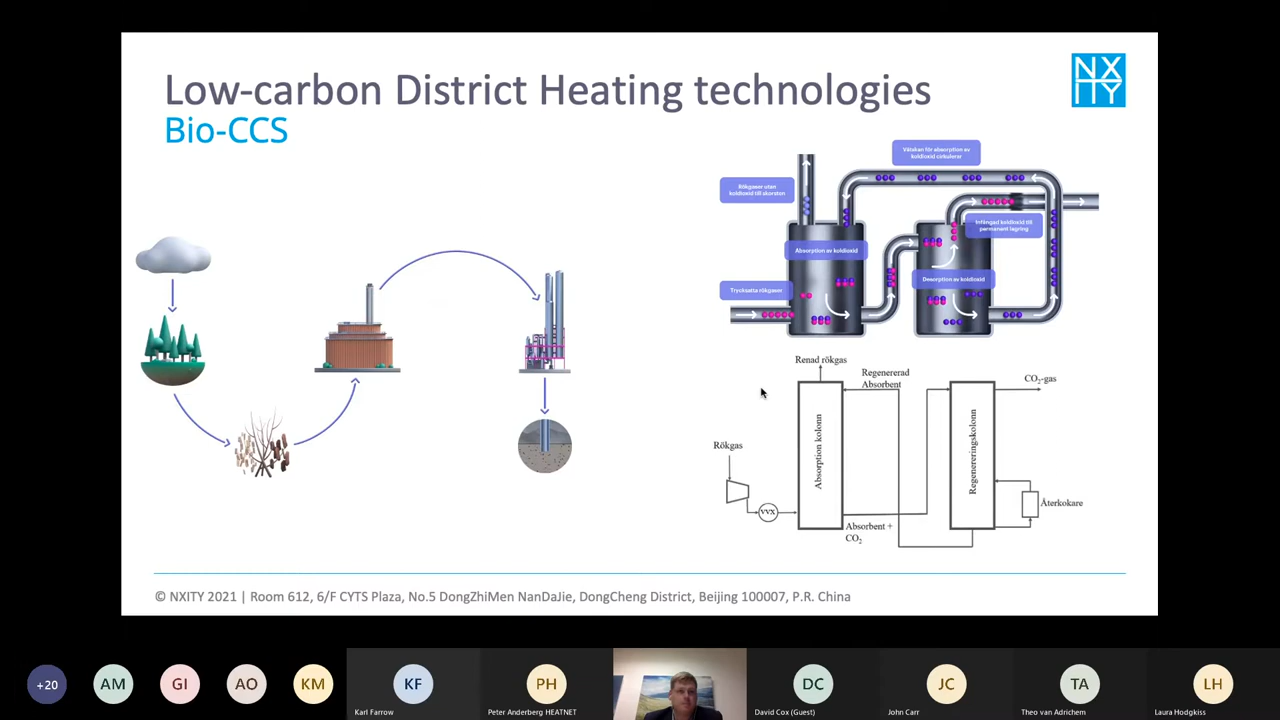 Low-carbon District Heating technologies
Bio-CCS
NX
ITY
Vätskan för absorption av
koldioxid cirkulerar
Rökgaser utan
koldioxid till skorsten
Infångad koldioxid till
permanent lagring
Absorption av koldioxid
Desorption av koldioxid
Trycksatta rökgaser
Renad rökgas
Regenererad
Absorbent
CO₂-gas
Rökgas
Absorption kolonn
Regenereringskolonn
VVX
Återkokare
Absorbent +
CO₂
© NXITY 2021 | Room 612, 6/F CYTS Plaza, No.5 DongZhiMen NanDaJie, DongCheng District, Beijing 100007, P.R. China
+20
AM
GI
AO
KM
KF
PH
DC
JC
TA
LH
Karl Farrow
Peter Anderberg HEATNET
David Cox (Guest)
John Carr
Theo van Adrichem
Laura Hodgkiss